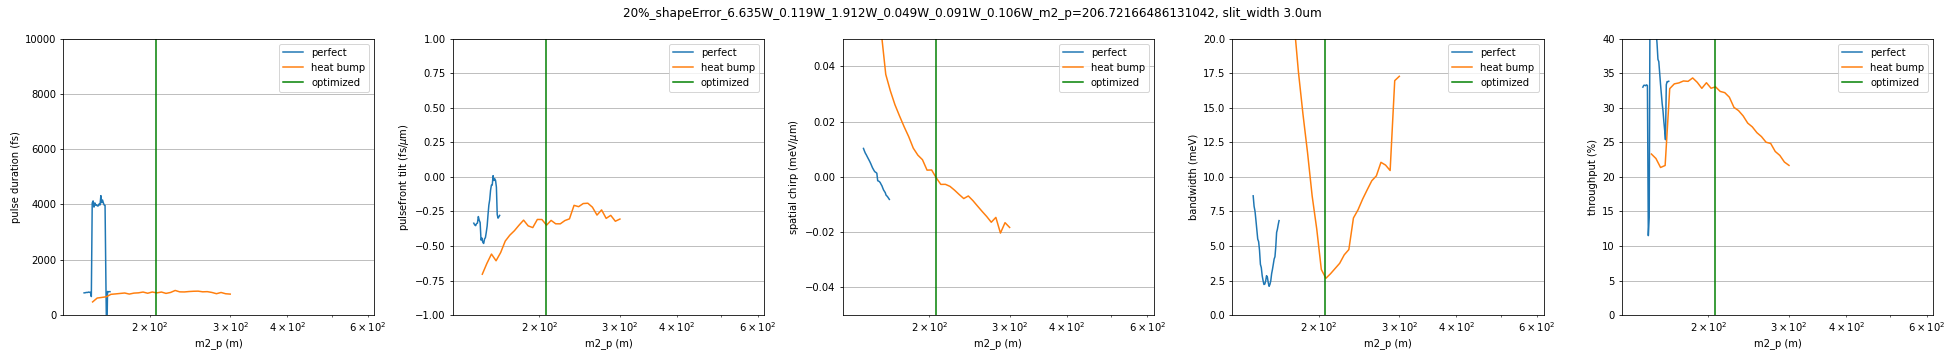 20%_shapeError_6.635W_0.119W_1.912W_0.049W_0.091W_0.106W_m2_p=206.72166486131042, slit_width 3.0um
pulse duration (fs)
10000
8000
6000
4000
2000
0
perfect
heat bump
optimized
2 × 10²
3 × 10²
4 × 10²
6 × 10²
m2_p (m)
pulsefront tilt (fs/μm)
1.00
0.75
0.50
0.25
0.00
−0.25
−0.50
−0.75
−1.00
perfect
heat bump
optimized
2 × 10²
3 × 10²
4 × 10²
6 × 10²
m2_p (m)
spatial chirp (meV/μm)
0.04
0.02
0.00
−0.02
−0.04
perfect
heat bump
optimized
2 × 10²
3 × 10²
4 × 10²
6 × 10²
m2_p (m)
bandwidth (meV)
20.0
17.5
15.0
12.5
10.0
7.5
5.0
2.5
0.0
perfect
heat bump
optimized
2 × 10²
3 × 10²
4 × 10²
6 × 10²
m2_p (m)
throughput (%)
40
35
30
25
20
15
10
5
0
perfect
heat bump
optimized
2 × 10²
3 × 10²
4 × 10²
6 × 10²
m2_p (m)